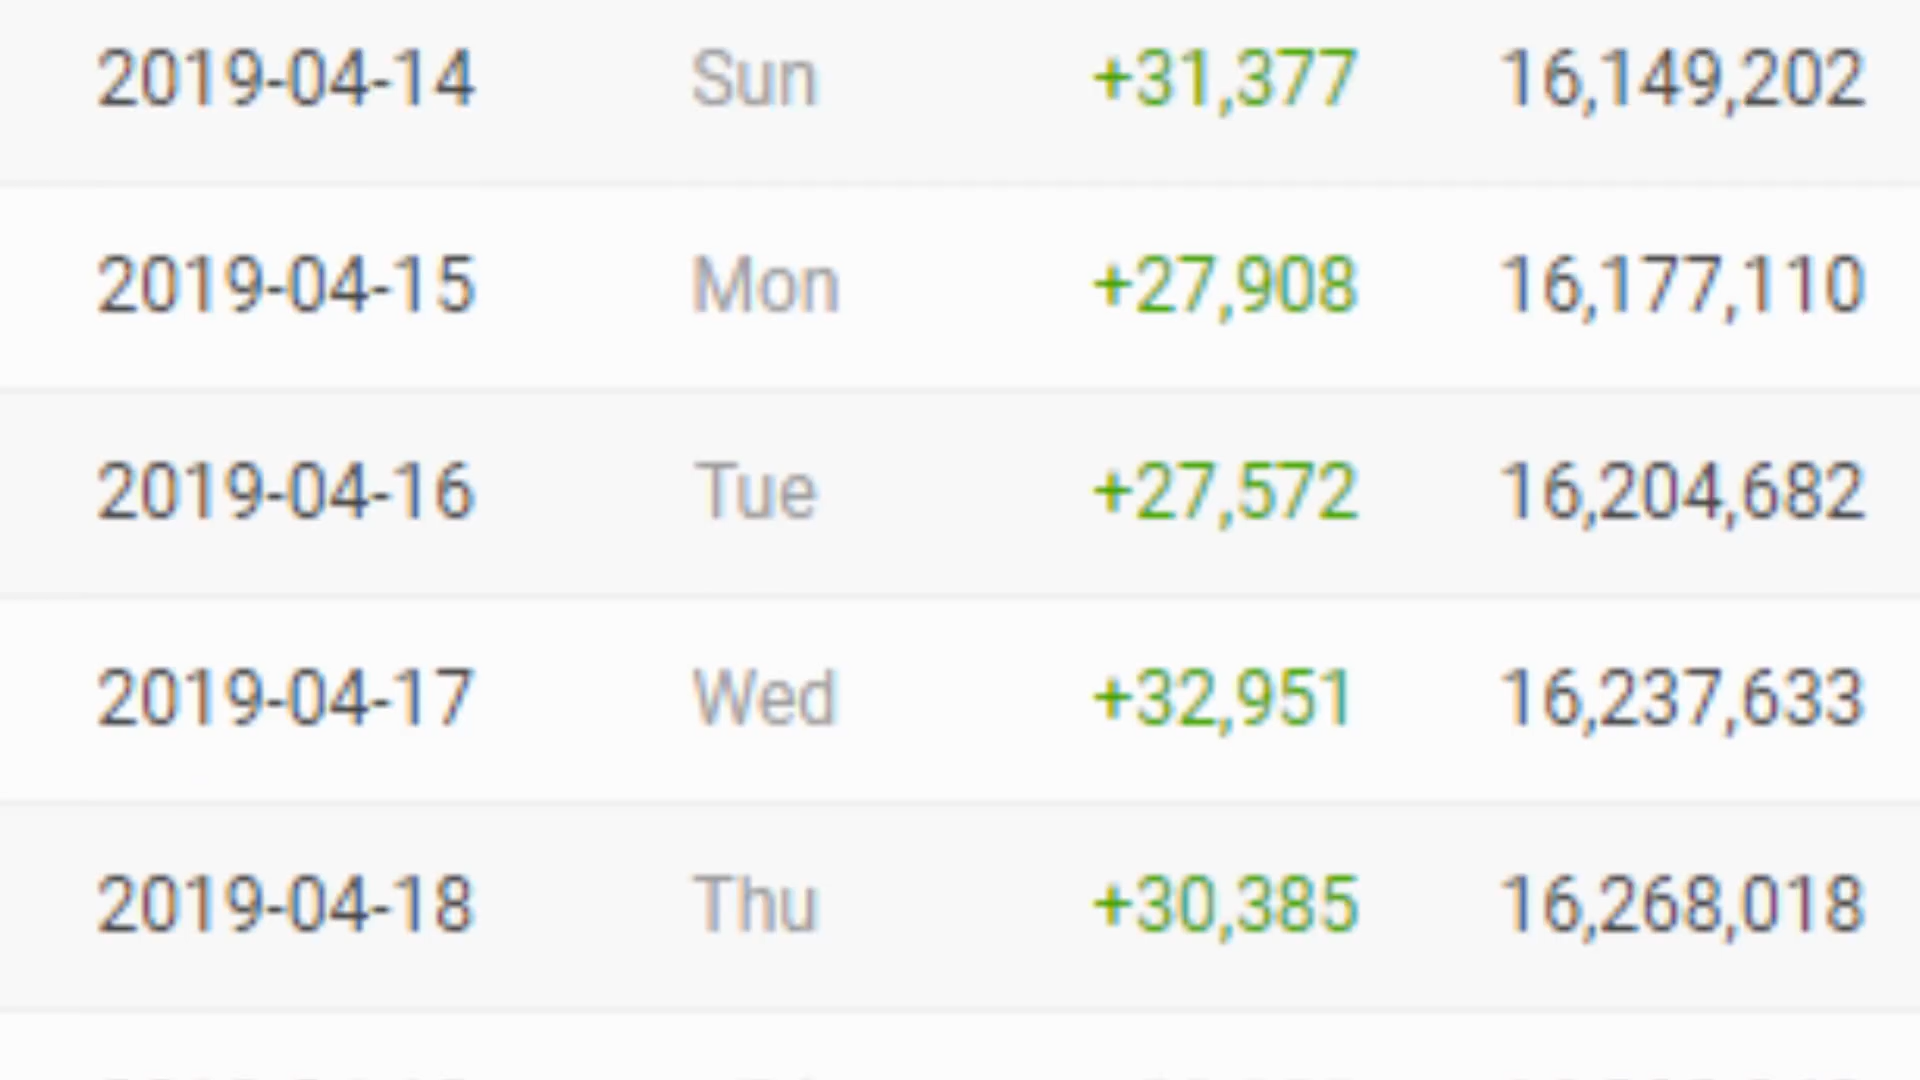 2019-04-14 Sun +31,377 16,149,202
2019-04-15 Mon +27,908 16,177,110
2019-04-16 Tue +27,572 16,204,682
2019-04-17 Wed +32,951 16,237,633
2019-04-18 Thu +30,385 16,268,018